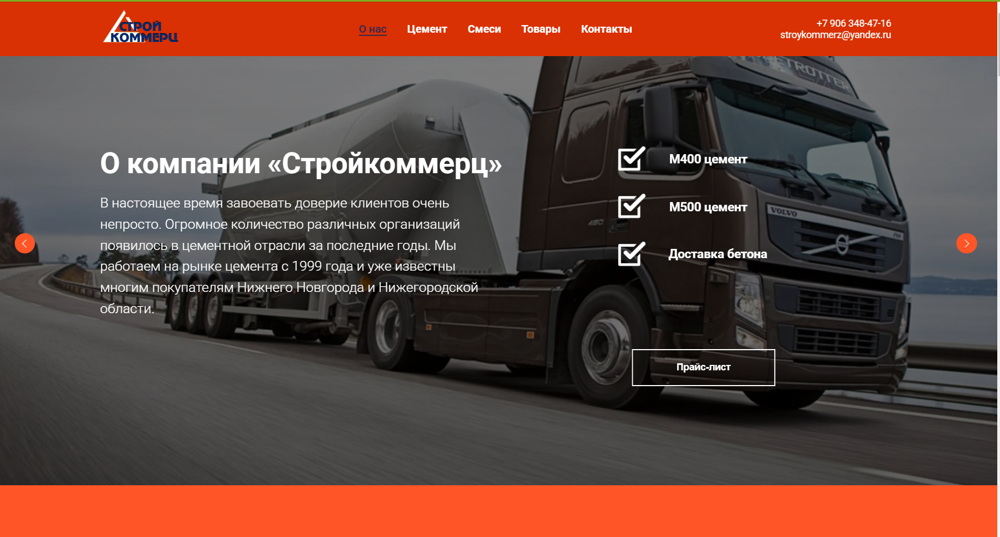 СТРОЙ
КОММЕРЦ
О нас
Цемент
Смеси
Товары
Контакты
+7 906 348-47-16
stroykommerz@yandex.ru
О компании «Стройкоммерц»
В настоящее время завоевать доверие клиентов очень
непросто. Огромное количество различных организаций
появилось в цементной отрасли за последние годы. Мы
работаем на рынке цемента с 1999 года и уже известны
многим покупателям Нижнего Новгорода и Нижегородской
области.
М400 цемент
М500 цемент
Доставка бетона
Прайс-лист
VOLVO
FM